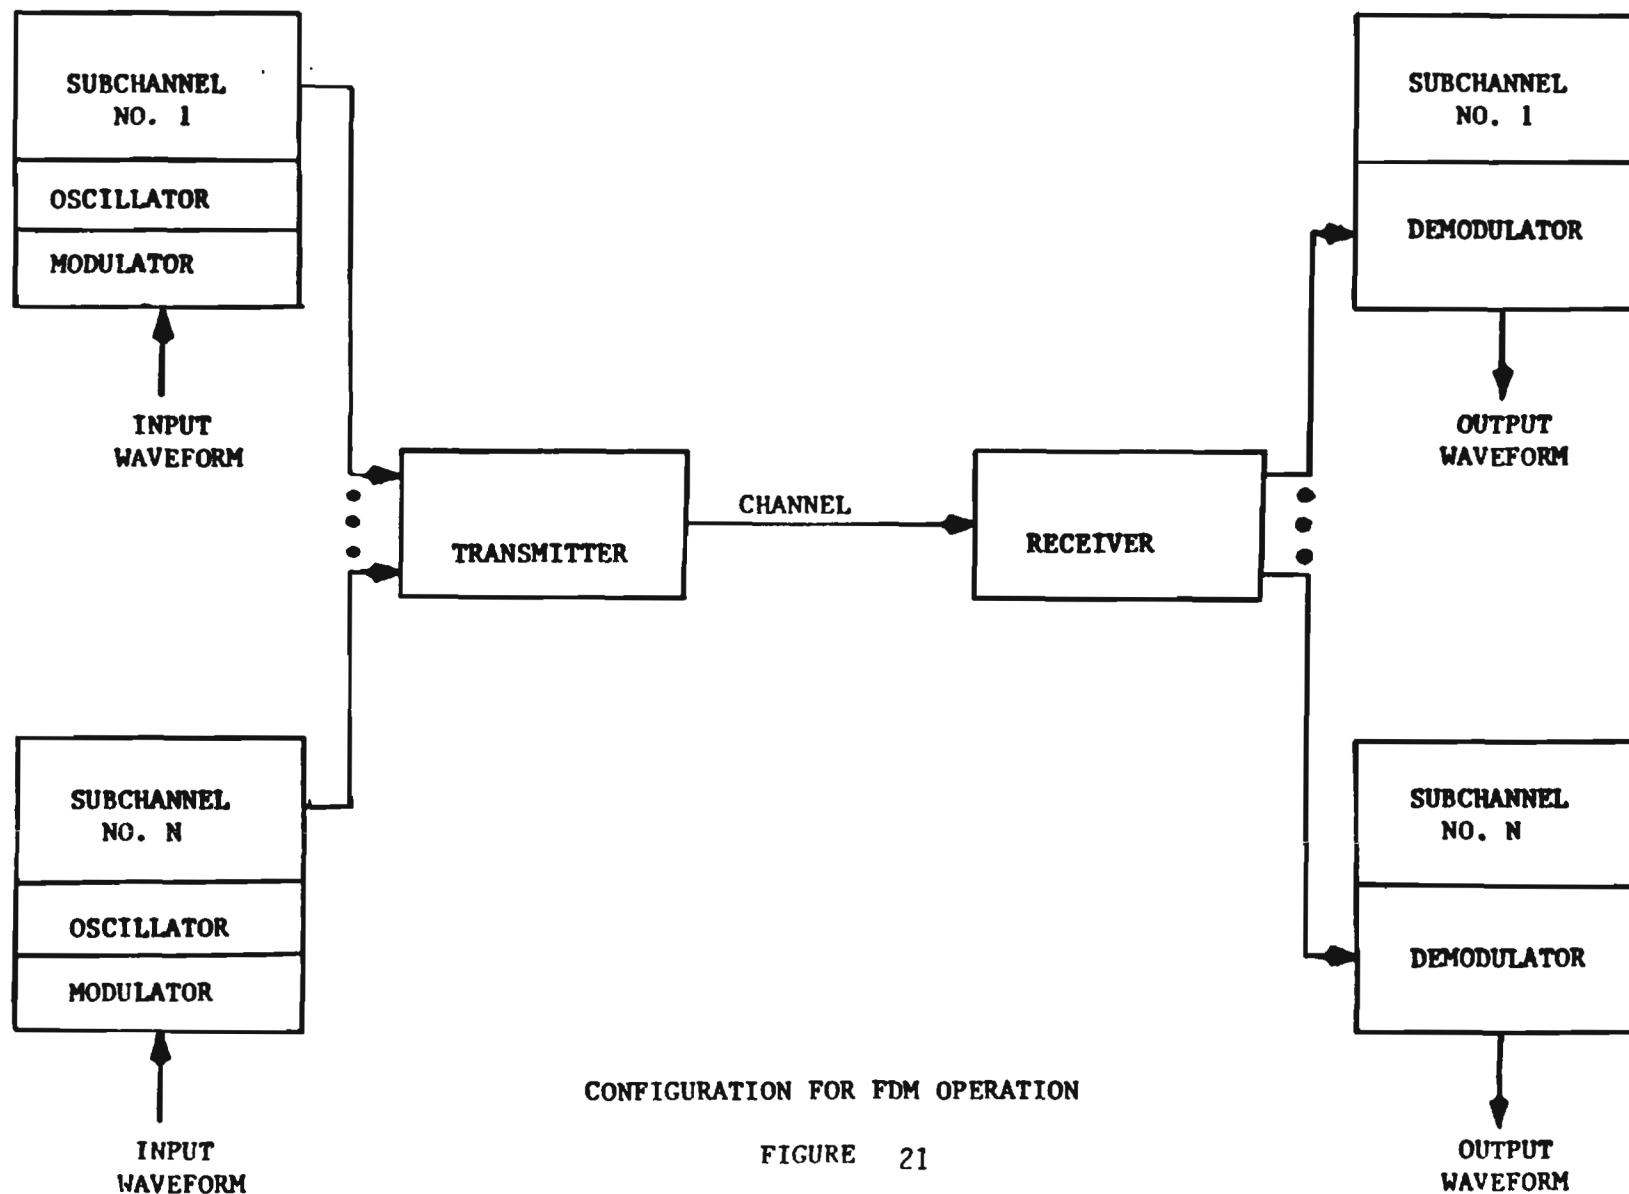 SUBCHANNEL
NO. 1
OSCILLATOR
MODULATOR
INPUT
WAVEFORM
SUBCHANNEL
NO. 1
DEMODULATOR
OUTPUT
WAVEFORM
TRANSMITTER
CHANNEL
RECEIVER
SUBCHANNEL
NO. N
OSCILLATOR
MODULATOR
INPUT
WAVEFORM
SUBCHANNEL
NO. N
DEMODULATOR
OUTPUT
WAVEFORM
CONFIGURATION FOR FDM OPERATION
FIGURE 21